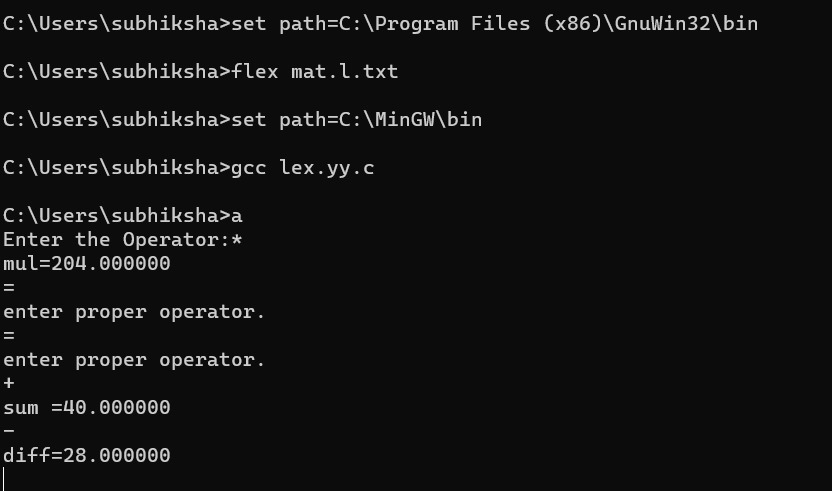 C:\Users\subhiksha>set path=C:\Program Files (x86)\GnuWin32\bin
C:\Users\subhiksha>flex mat.l.txt
C:\Users\subhiksha>set path=C:\MinGW\bin
C:\Users\subhiksha>gcc lex.yy.c
C:\Users\subhiksha>a
Enter the Operator:*
mul=204.000000
=
enter proper operator.
=
enter proper operator.
+
sum =40.000000
-
diff=28.000000